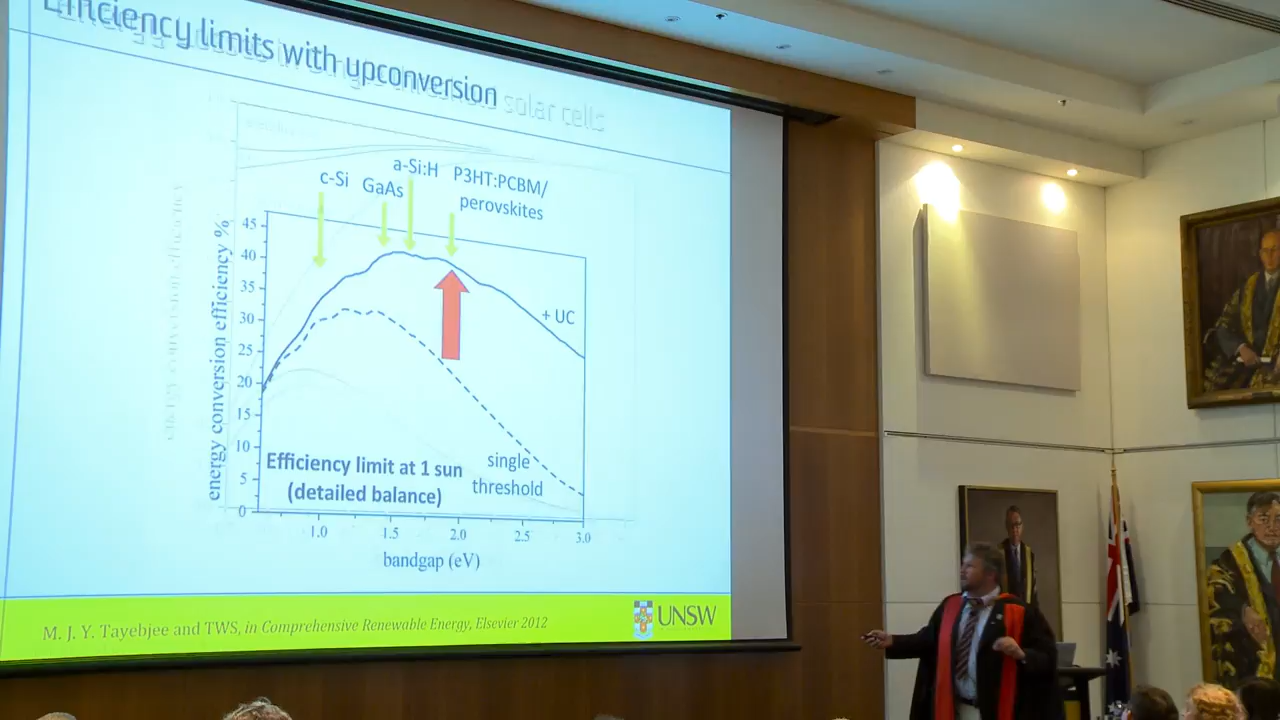 Efficiency limits with upconversion solar cells
a-Si:H
c-Si
GaAs
P3HT:PCBM/
perovskites
energy conversion efficiency %
45
40
35
30
25
20
15
10
5
0
+ UC
Efficiency limit at 1 sun
(detailed balance)
single
threshold
1.0
1.5
2.0
2.5
3.0
bandgap (eV)
M. J. Y. Tayebjee and TWS, in Comprehensive Renewable Energy, Elsevier 2012
UNSW